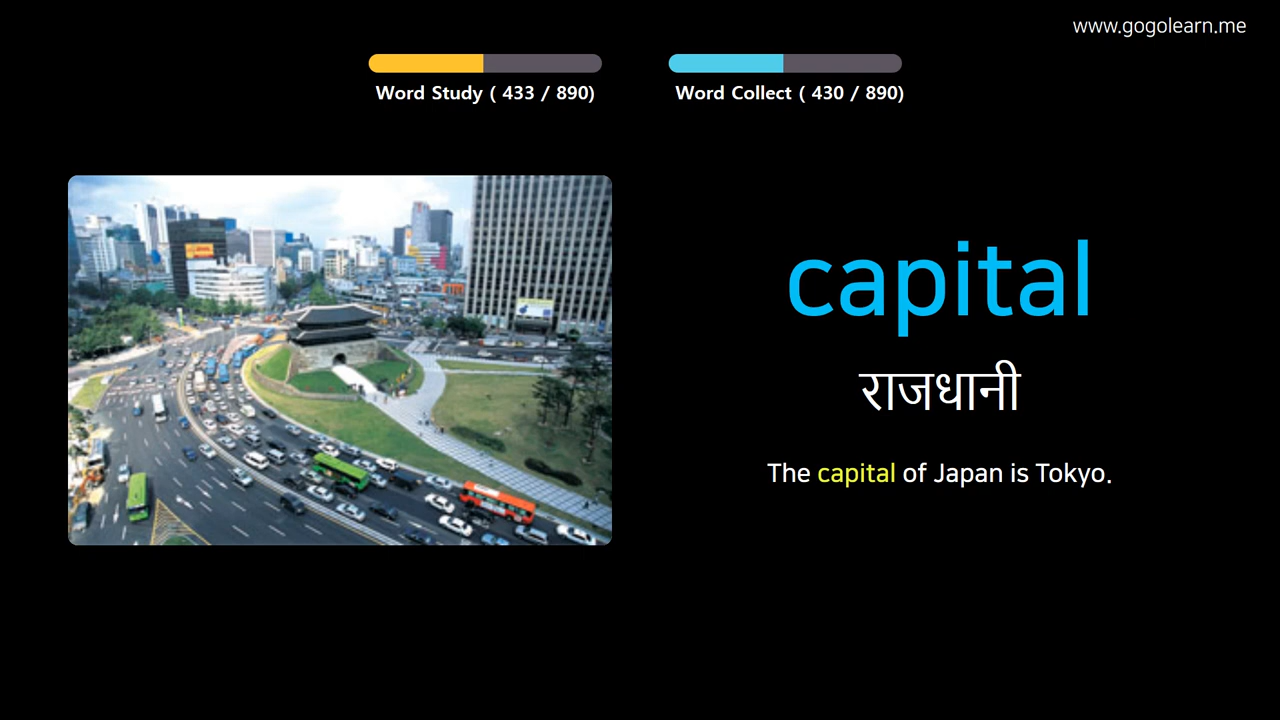 www.gogolearn.me
Word Study ( 433 / 890)
Word Collect ( 430 / 890)
capital
राजधानी
The capital of Japan is Tokyo.